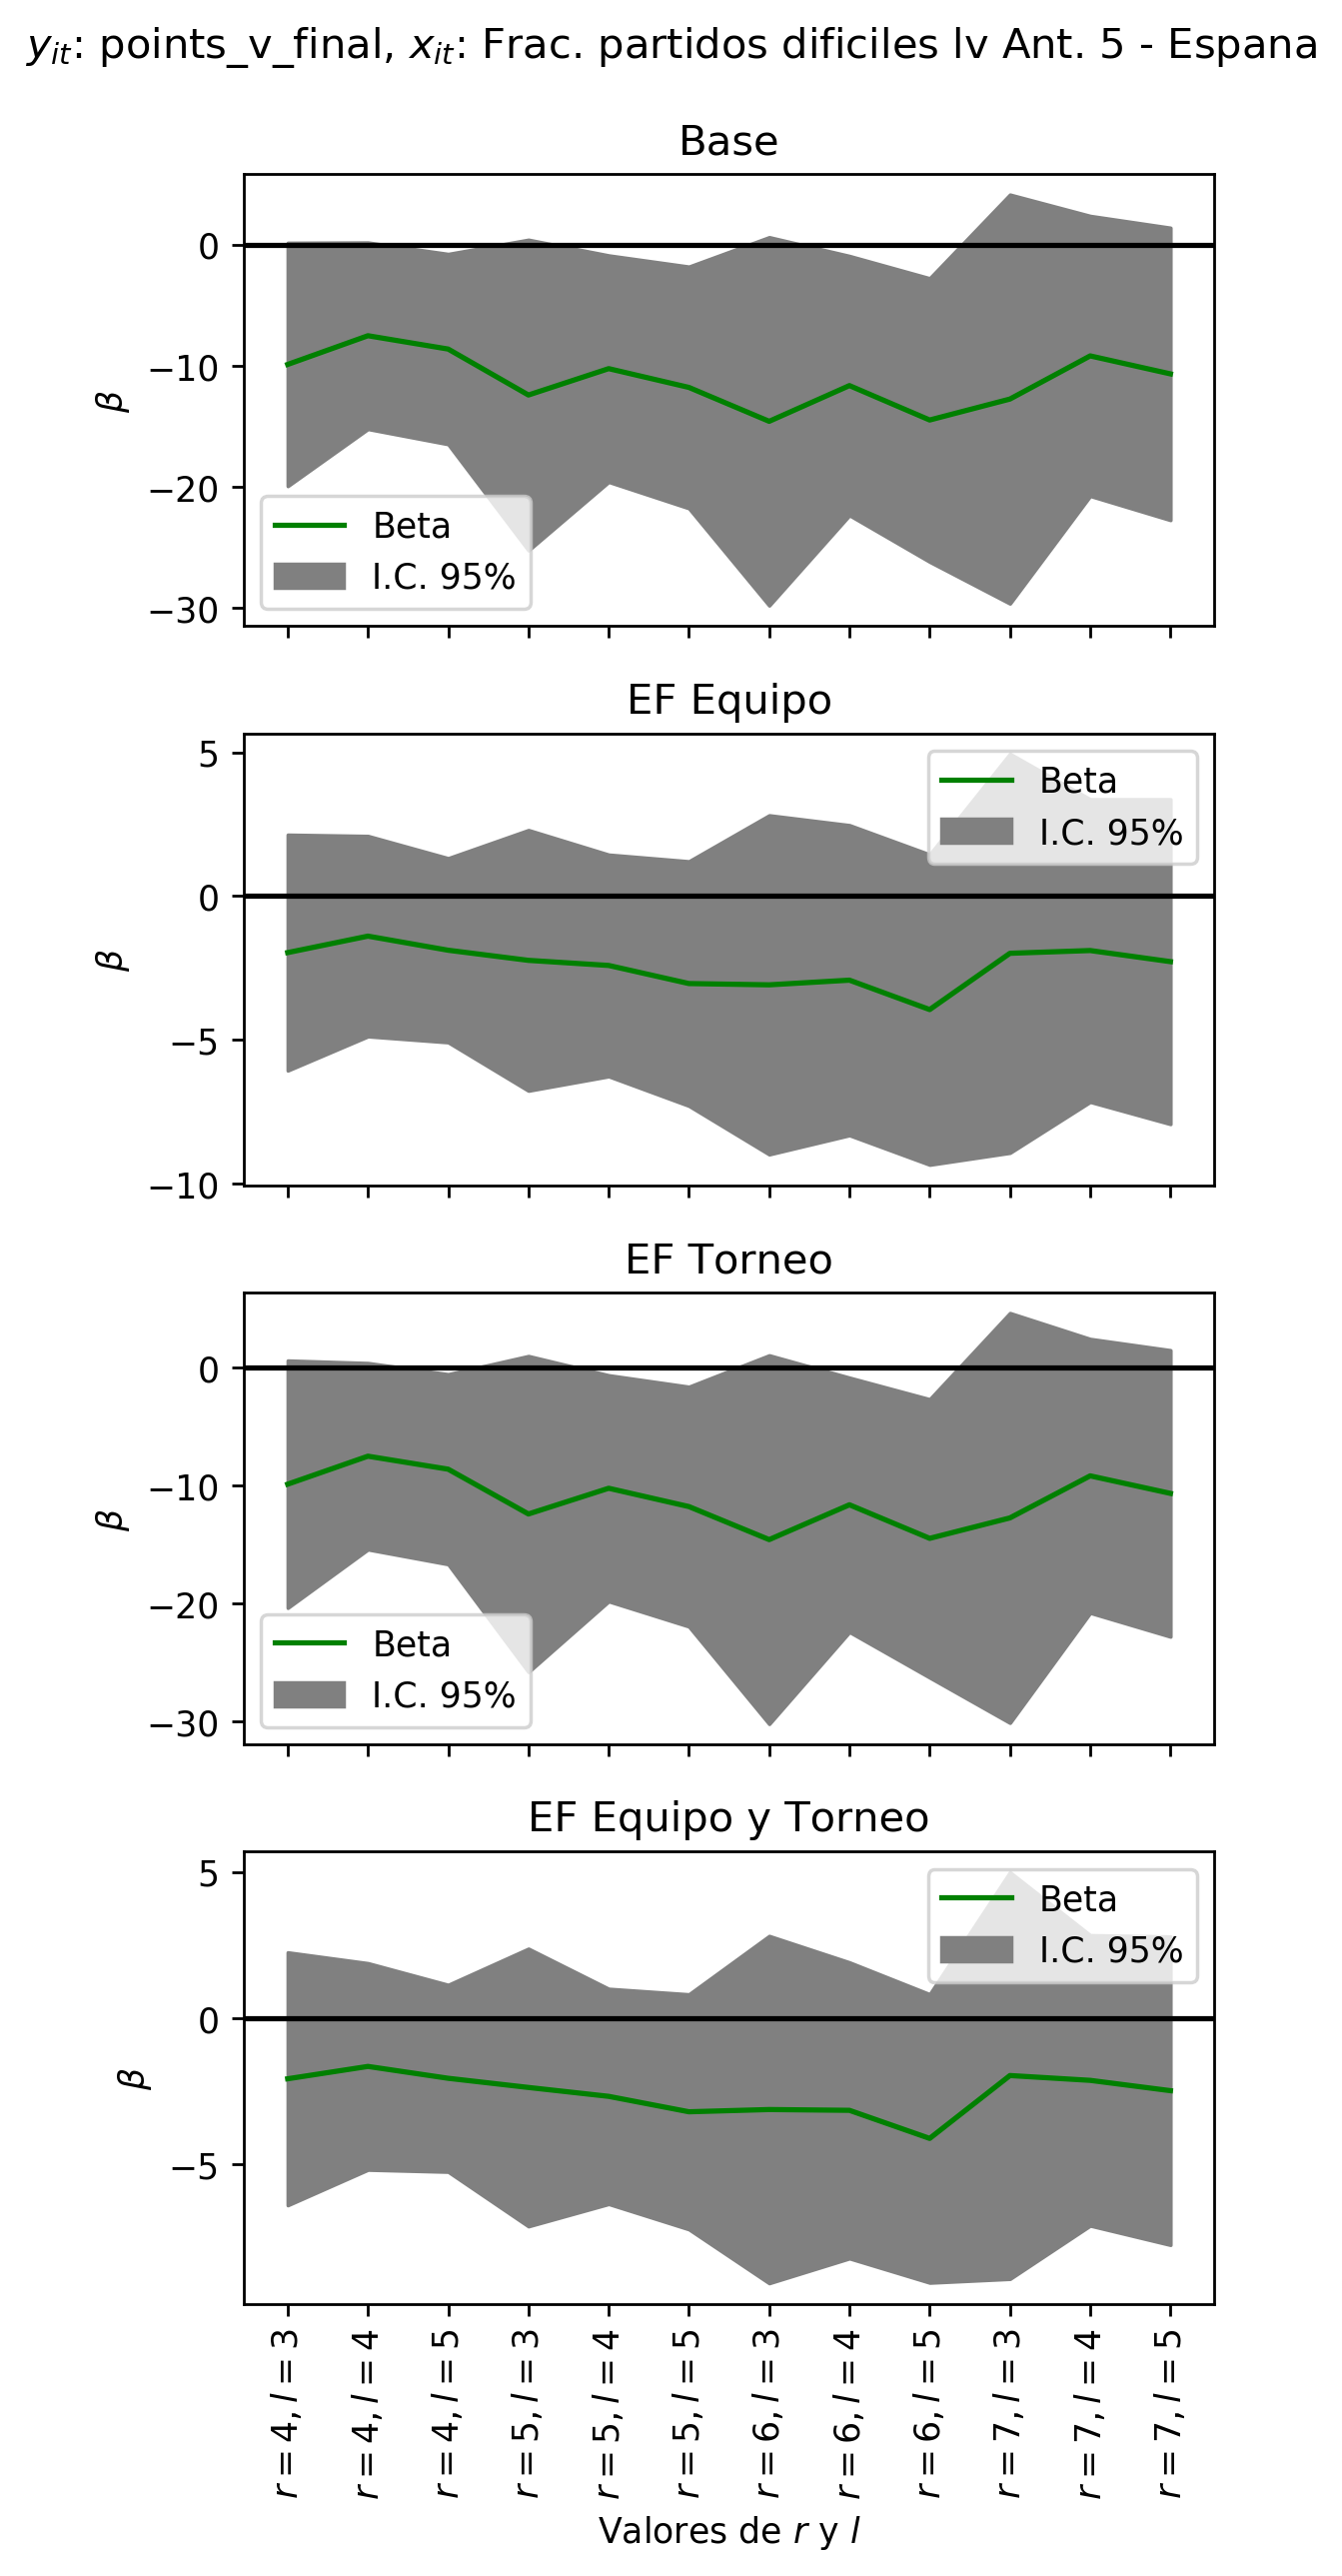 y_it: points_v_final, x_it: Frac. partidos dificiles lv Ant. 5 - Espana
Base
0
−10
−20
−30
β
Beta
I.C. 95%
EF Equipo
5
0
−5
−10
β
Beta
I.C. 95%
EF Torneo
0
−10
−20
−30
β
Beta
I.C. 95%
EF Equipo y Torneo
5
0
−5
β
Beta
I.C. 95%
r = 4, l = 3
r = 4, l = 4
r = 4, l = 5
r = 5, l = 3
r = 5, l = 4
r = 5, l = 5
r = 6, l = 3
r = 6, l = 4
r = 6, l = 5
r = 7, l = 3
r = 7, l = 4
r = 7, l = 5
Valores de r y l